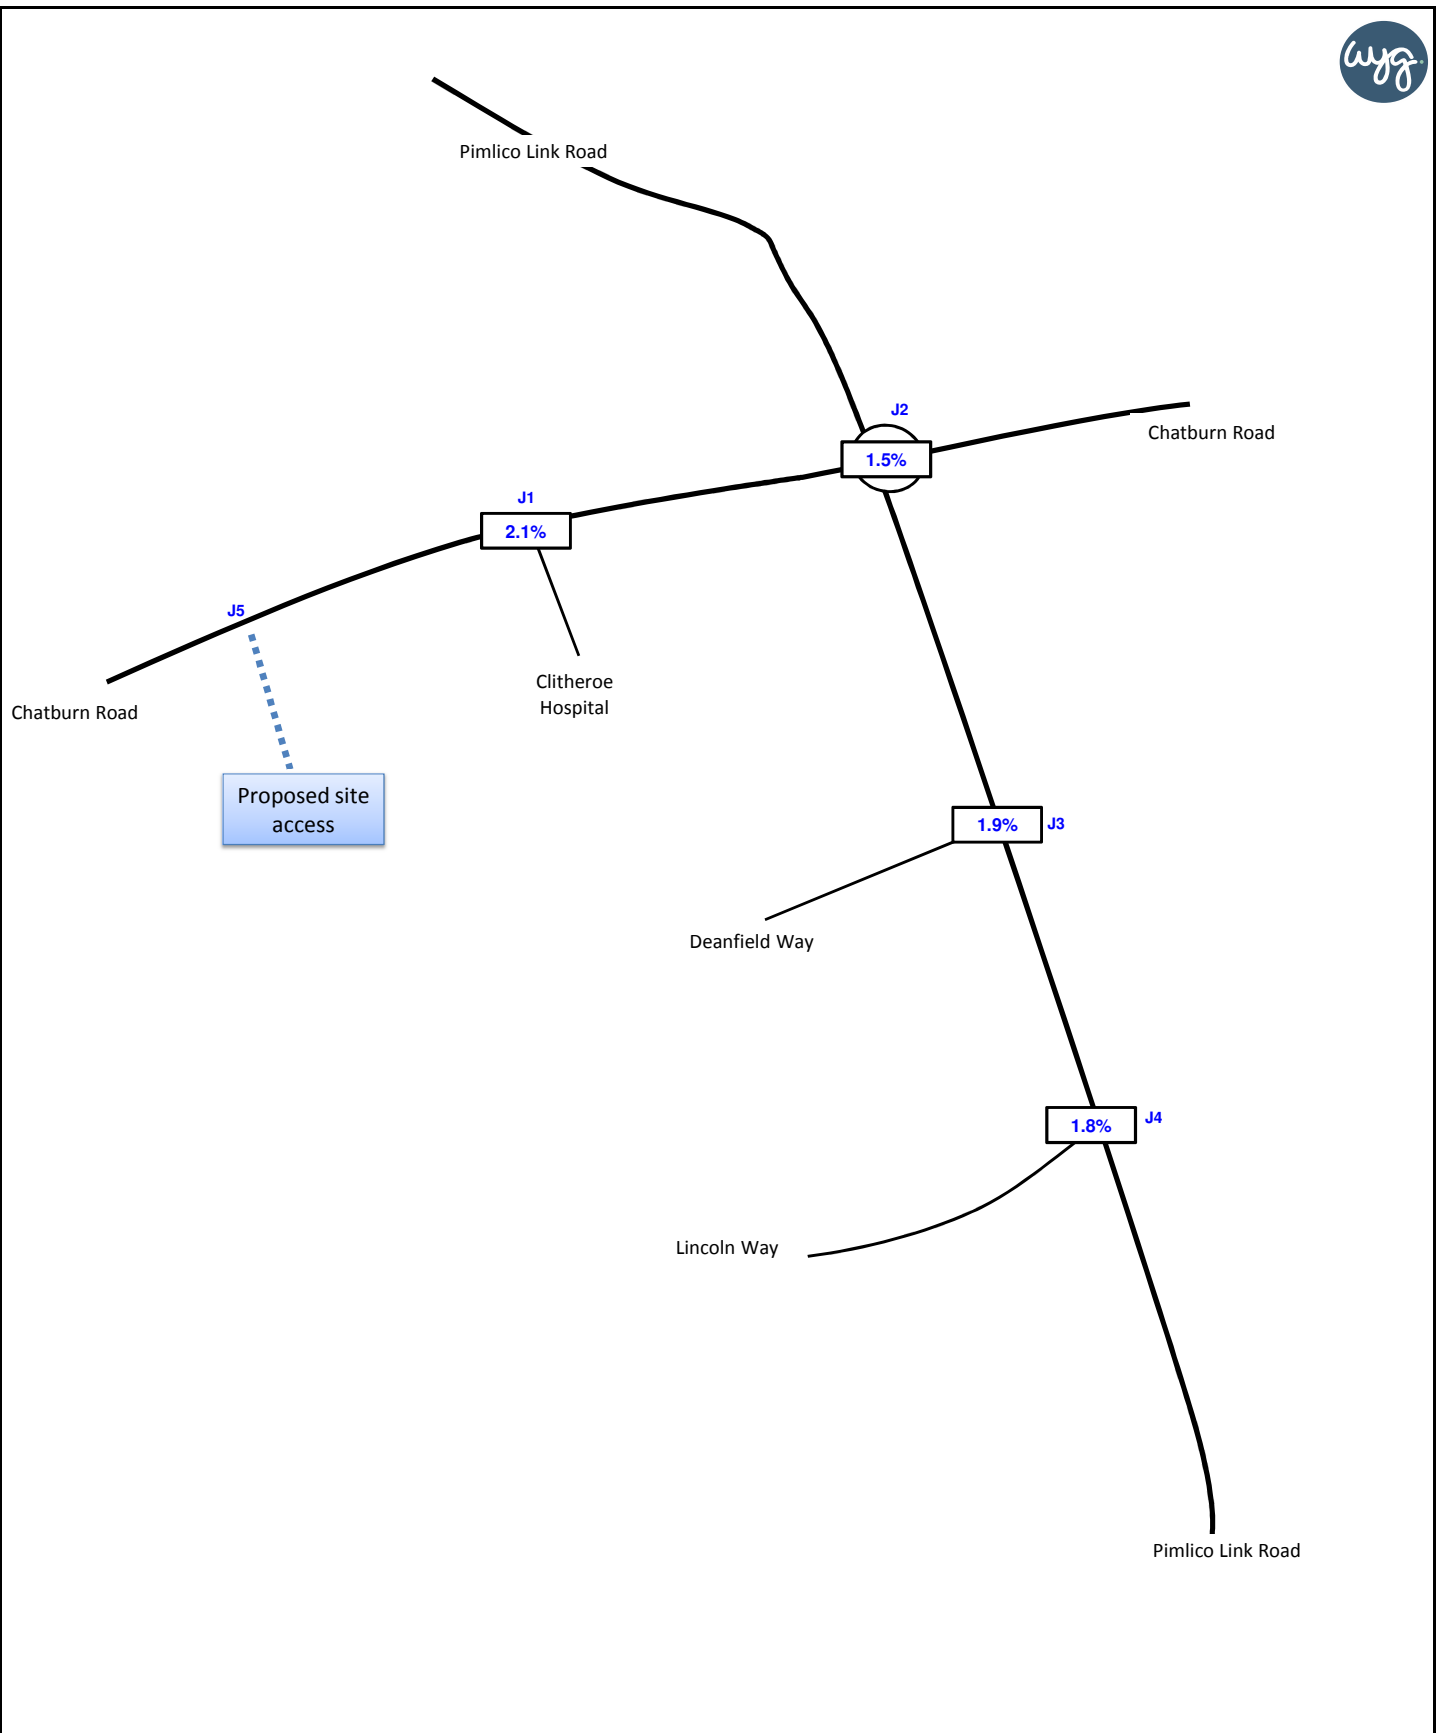 wyg.
Pimlico Link Road
J2
Chatburn Road
1.5%
J1
2.1%
J5
Clitheroe
Hospital
Chatburn Road
Proposed site
access
1.9%
J3
Deanfield Way
1.8%
J4
Lincoln Way
Pimlico Link Road